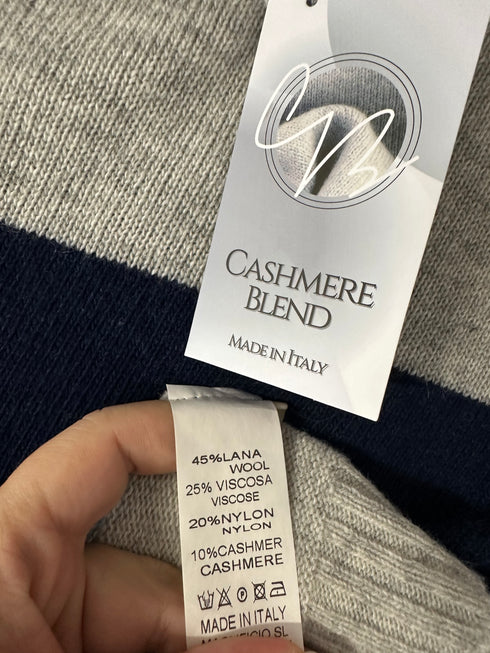 CB
CASHMERE
BLEND
MADE IN ITALY
45%LANA
WOOL
25% VISCOSA
VISCOSE
20%NYLON
NYLON
10%CASHMER
CASHMERE
MADE IN ITALY